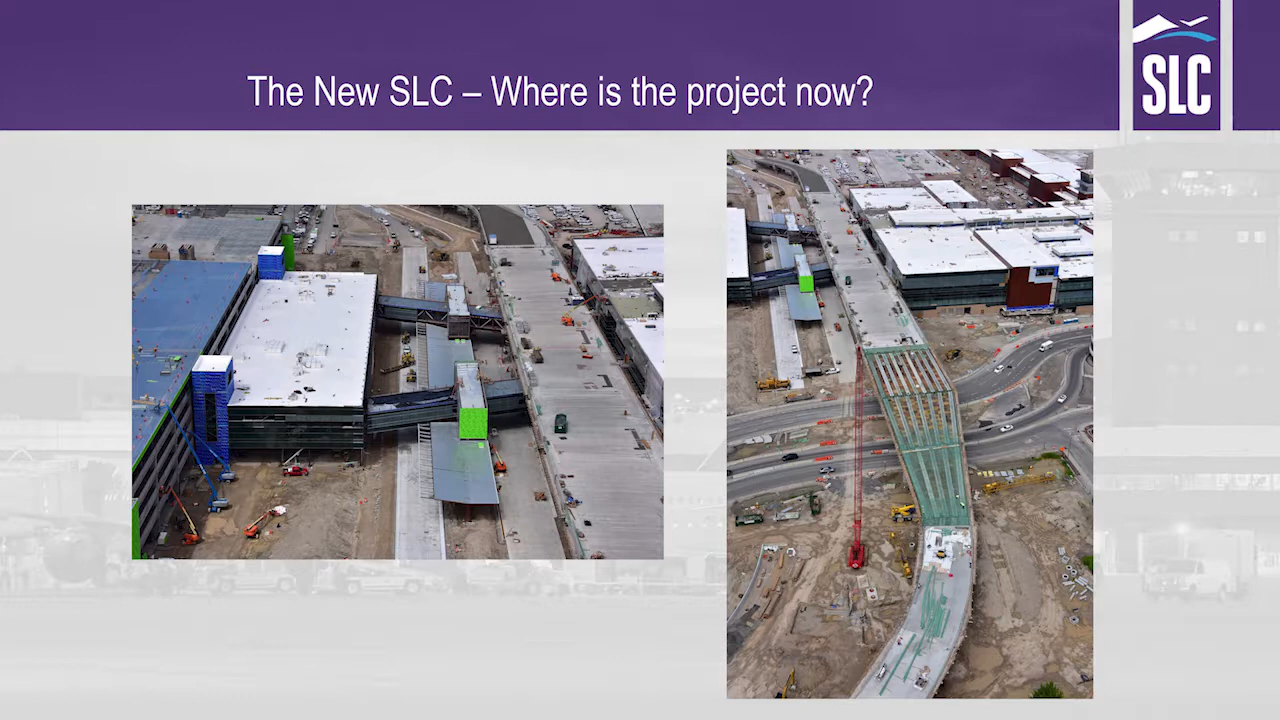 The New SLC – Where is the project now?
SLC